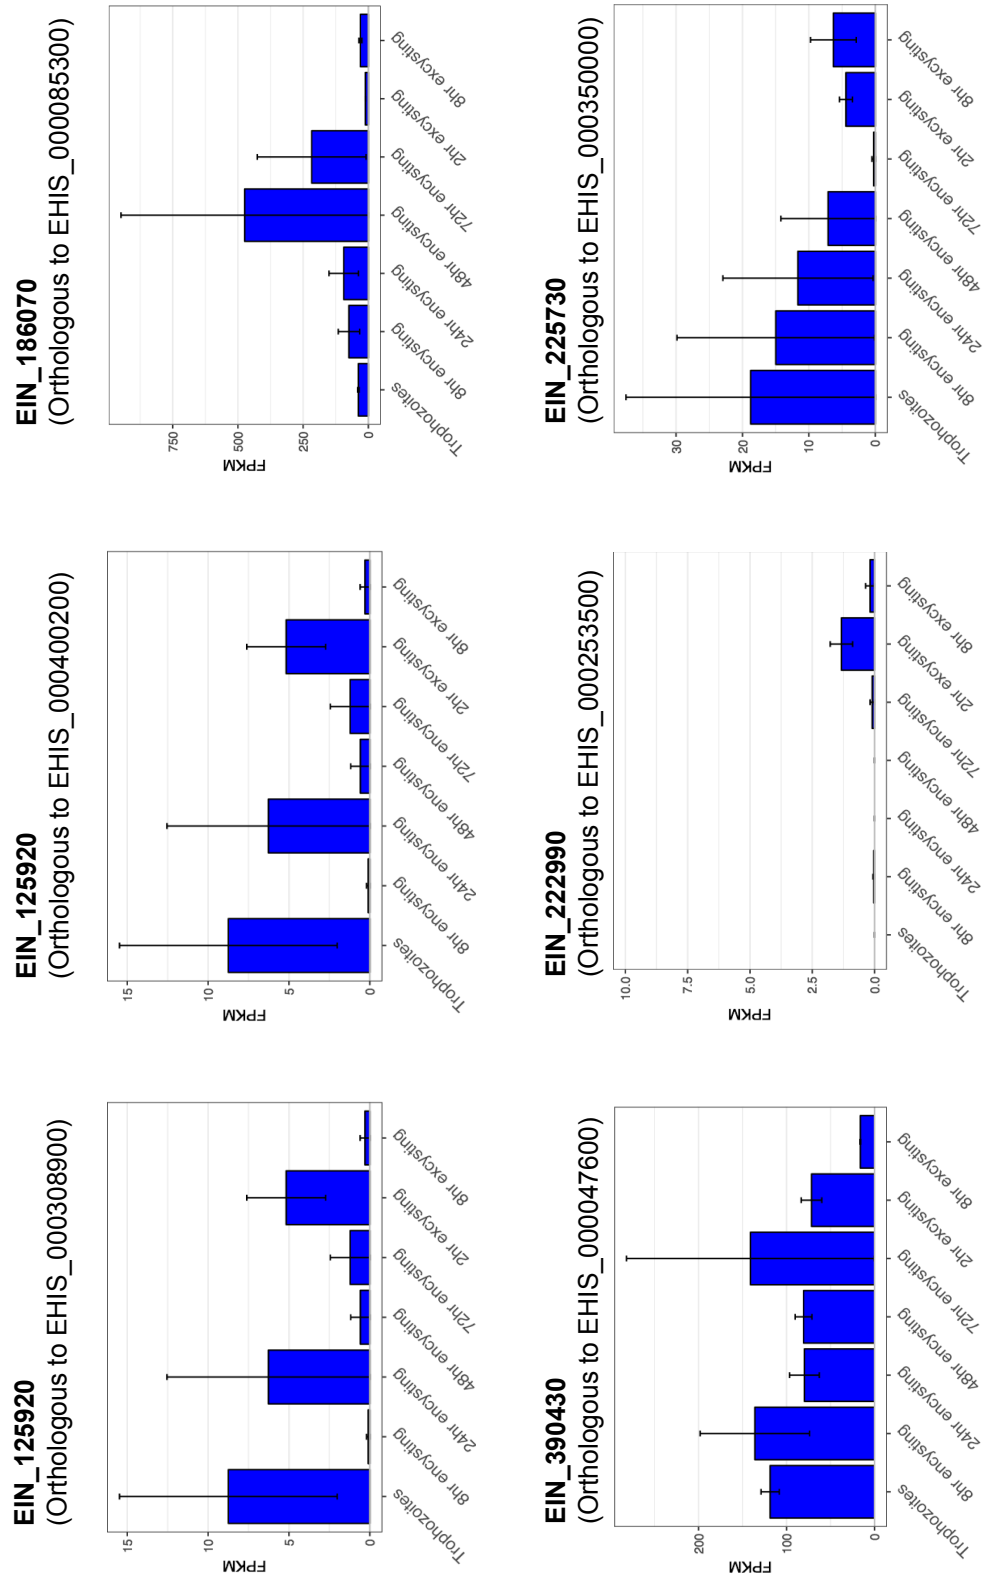 EIN_125920
(Orthologous to EHIS_000308900)
FPKM
15
10
5
0
Trophozoites
8hr encysting
24hr encysting
48hr encysting
72hr encysting
2hr excysting
8hr excysting
EIN_125920
(Orthologous to EHIS_000400200)
FPKM
15
10
5
0
Trophozoites
8hr encysting
24hr encysting
48hr encysting
72hr encysting
2hr excysting
8hr excysting
EIN_186070
(Orthologous to EHIS_000085300)
FPKM
750
500
250
0
Trophozoites
8hr encysting
24hr encysting
48hr encysting
72hr encysting
2hr excysting
8hr excysting
EIN_390430
(Orthologous to EHIS_000047600)
FPKM
200
100
0
Trophozoites
8hr encysting
24hr encysting
48hr encysting
72hr encysting
2hr excysting
8hr excysting
EIN_222990
(Orthologous to EHIS_000253500)
FPKM
10.0
7.5
5.0
2.5
0.0
Trophozoites
8hr encysting
24hr encysting
48hr encysting
72hr encysting
2hr excysting
8hr excysting
EIN_225730
(Orthologous to EHIS_000350000)
FPKM
30
20
10
0
Trophozoites
8hr encysting
24hr encysting
48hr encysting
72hr encysting
2hr excysting
8hr excysting